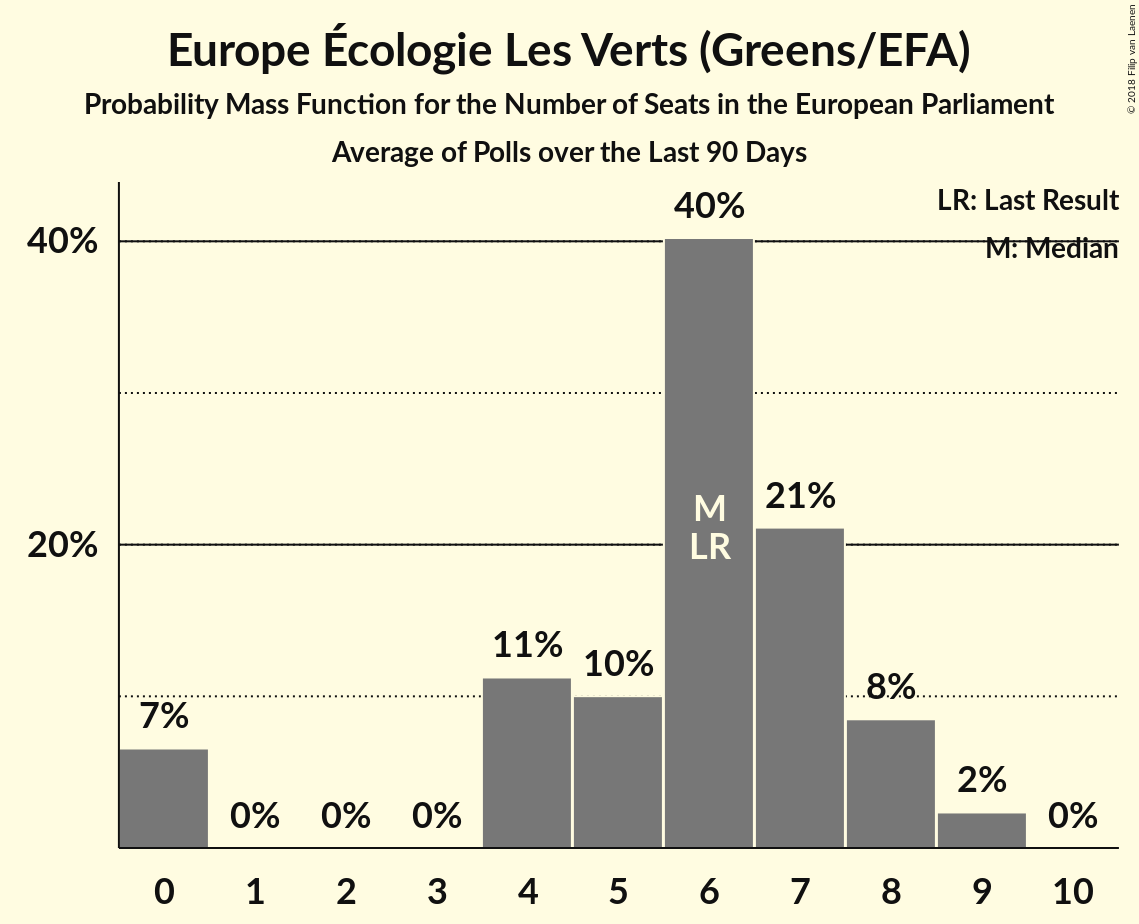 Europe Écologie Les Verts (Greens/EFA)
Probability Mass Function for the Number of Seats in the European Parliament
Average of Polls over the Last 90 Days
© 2018 Filip van Laenen
LR: Last Result
M: Median
40%
20%
7%
0%
0%
0%
11%
10%
40%
M
LR
21%
8%
2%
0%
0 1 2 3 4 5 6 7 8 9 10